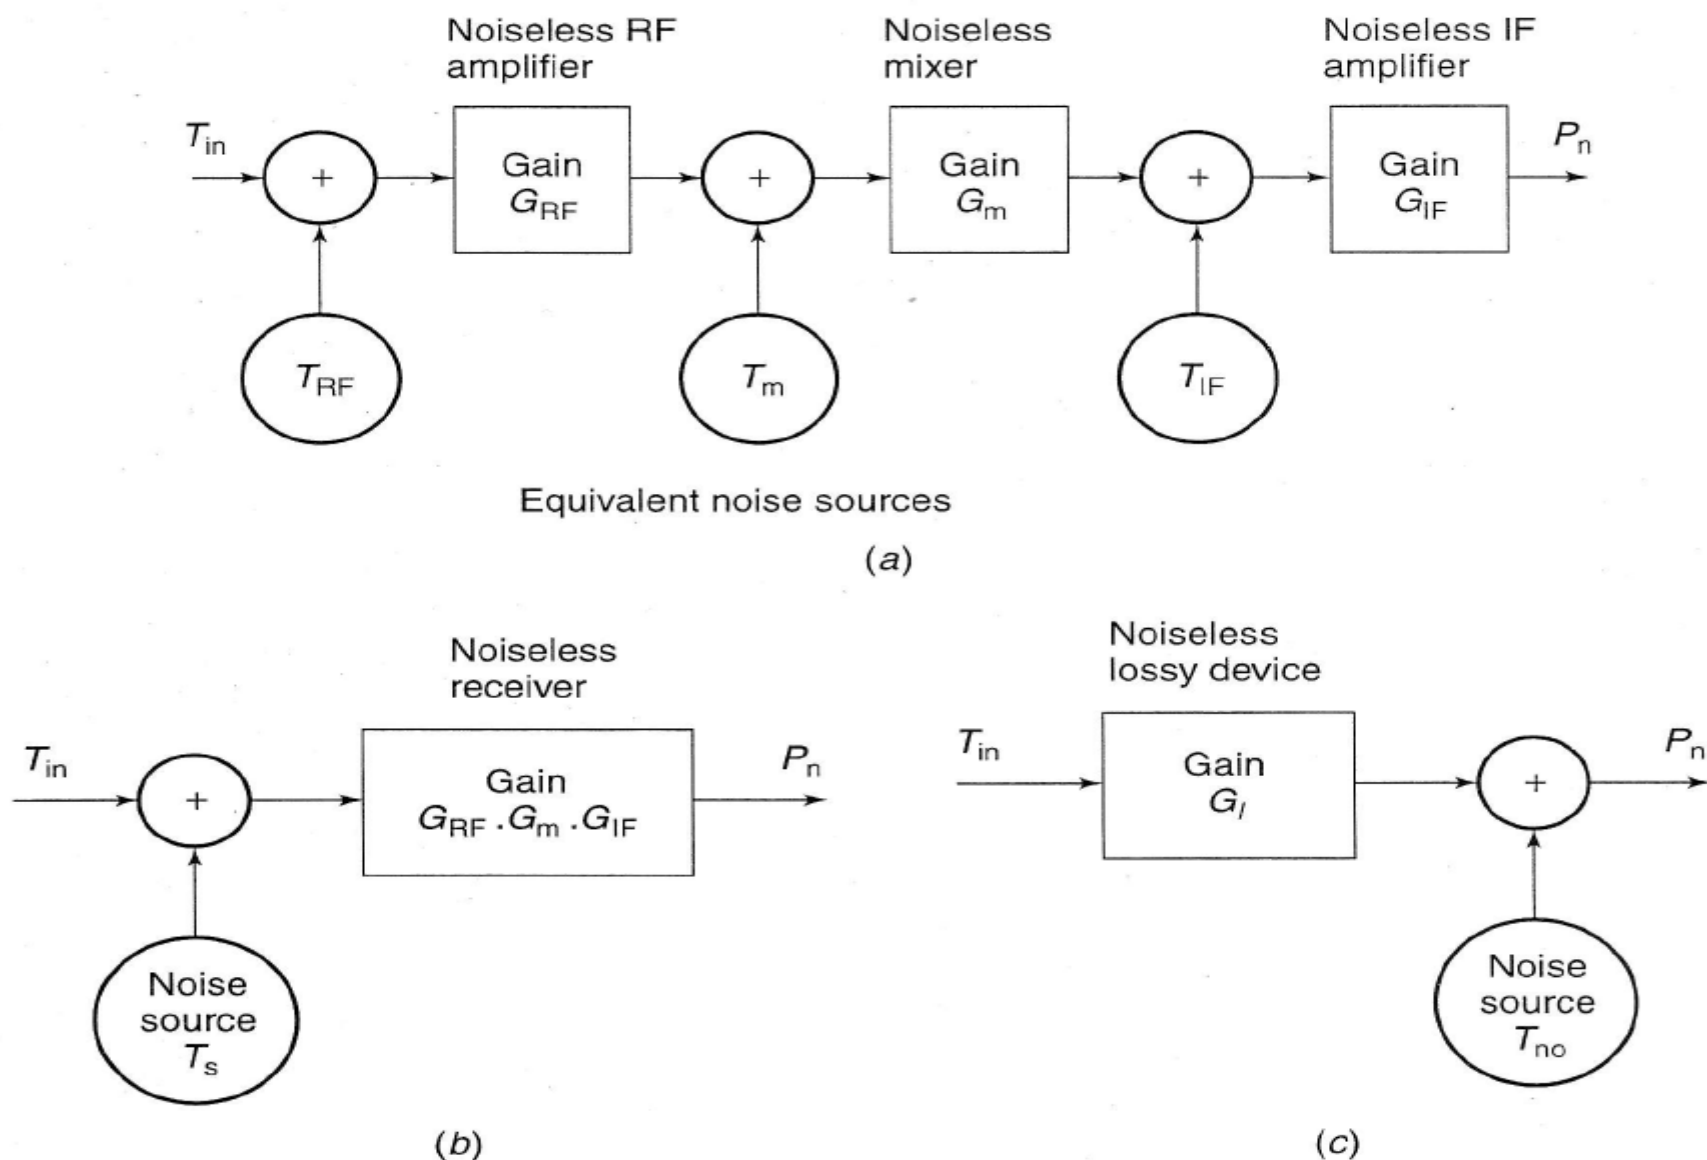 Noiseless RF
amplifier
Noiseless
mixer
Noiseless IF
amplifier
T_in
+
Gain
G_RF
+
Gain
G_m
+
Gain
G_IF
P_n
T_RF
T_m
T_IF
Equivalent noise sources
(a)
Noiseless
receiver
T_in
+
Gain
G_RF . G_m . G_IF
P_n
Noise
source
T_s
(b)
Noiseless
lossy device
T_in
Gain
G_l
+
P_n
Noise
source
T_no
(c)